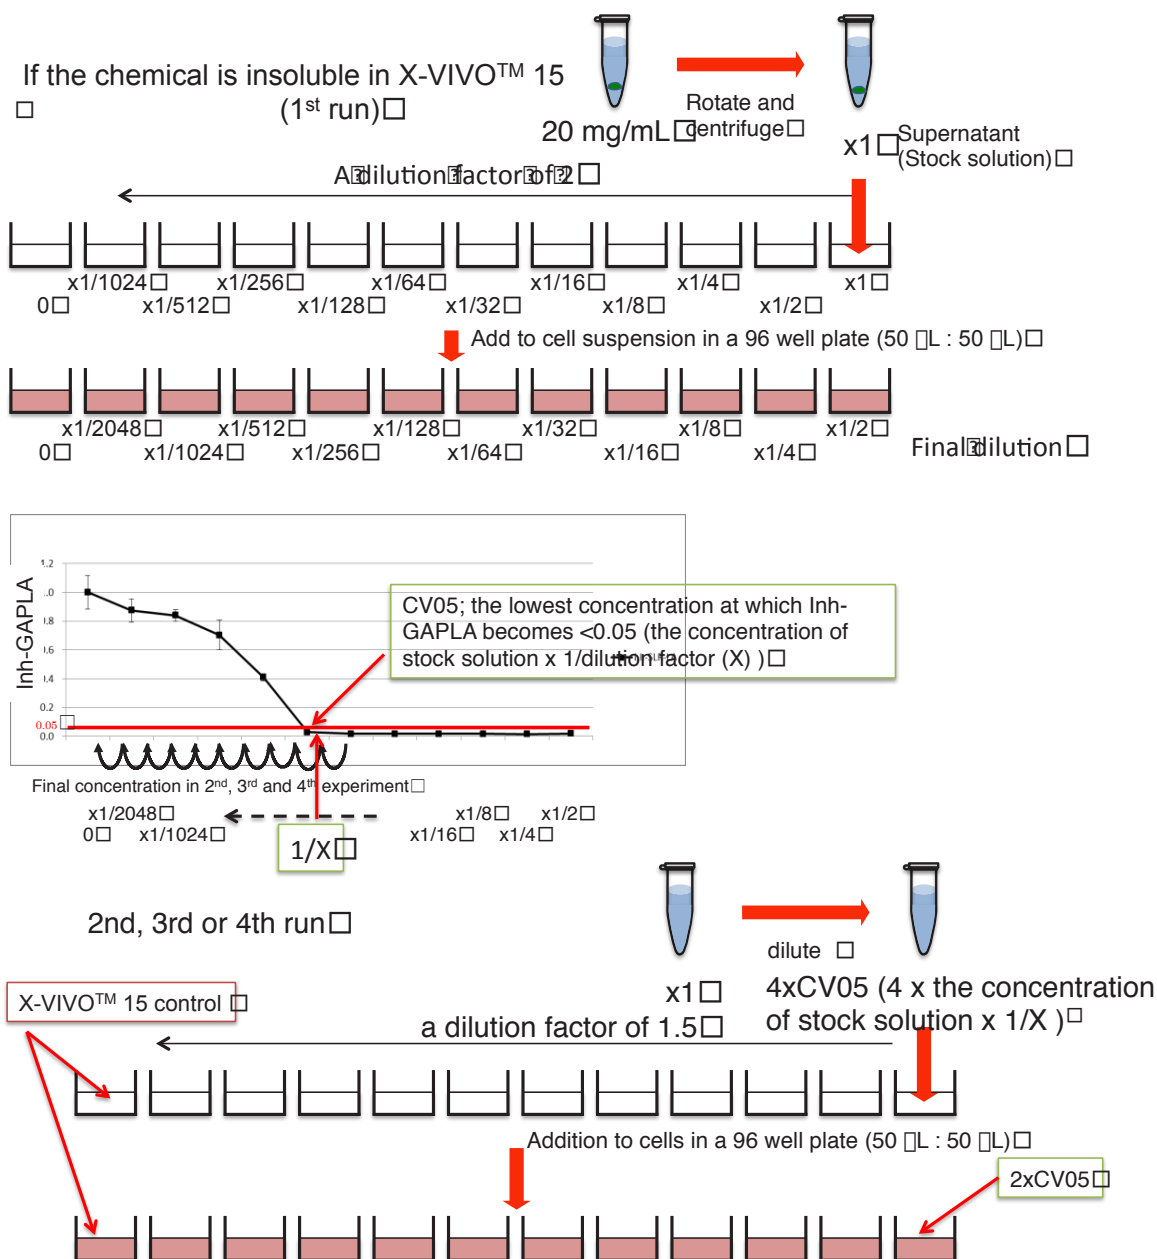 If the chemical is insoluble in X-VIVO™ 15
□ (1st run)□
20 mg/mL□
Rotate and
centrifuge□
x1□
Supernatant
(Stock solution)□
A dilution factor of 2□
x1/1024□ x1/256□ x1/64□ x1/16□ x1/4□ x1□
0□ x1/512□ x1/128□ x1/32□ x1/8□ x1/2□
Add to cell suspension in a 96 well plate (50 □L : 50 □L)□
x1/2048□ x1/512□ x1/128□ x1/32□ x1/8□ x1/2□
0□ x1/1024□ x1/256□ x1/64□ x1/16□ x1/4□
Final dilution□
Inh-GAPLA
1.2
1.0
0.8
0.6
0.4
0.2
0.05□
0.0
CV05; the lowest concentration at which Inh-
GAPLA becomes <0.05 (the concentration of
stock solution x 1/dilution factor (X) )□
Final concentration in 2nd, 3rd and 4th experiment□
x1/2048□ x1/8□ x1/2□
0□ x1/1024□ x1/16□ x1/4□
1/X□
2nd, 3rd or 4th run□
dilute □
x1□
4xCV05 (4 x the concentration
of stock solution x 1/X )□
X-VIVO™ 15 control□
a dilution factor of 1.5□
Addition to cells in a 96 well plate (50 □L : 50 □L)□
2xCV05□